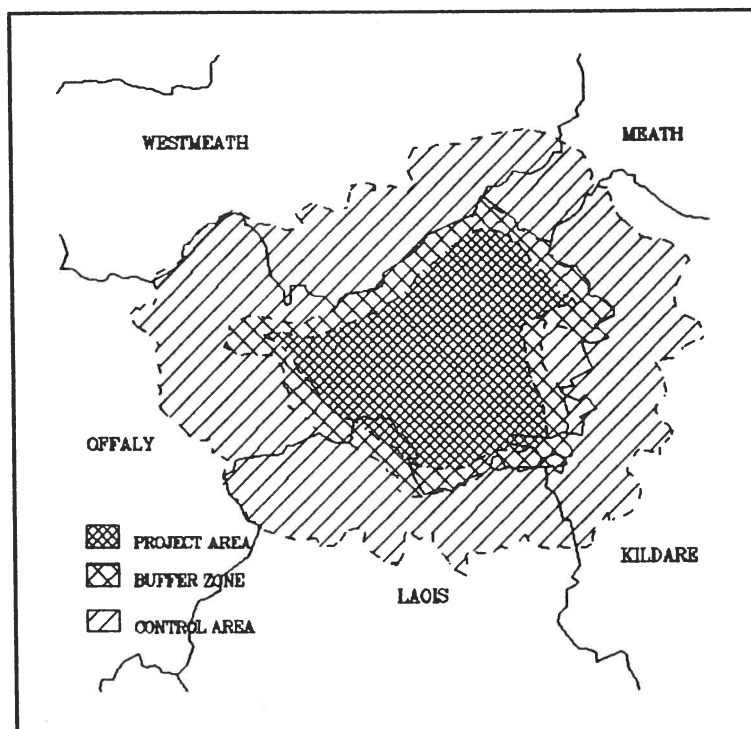 WESTMEATH
MEATH
OFFALY
KILDARE
LAOIS
PROJECT AREA
BUFFER ZONE
CONTROL AREA